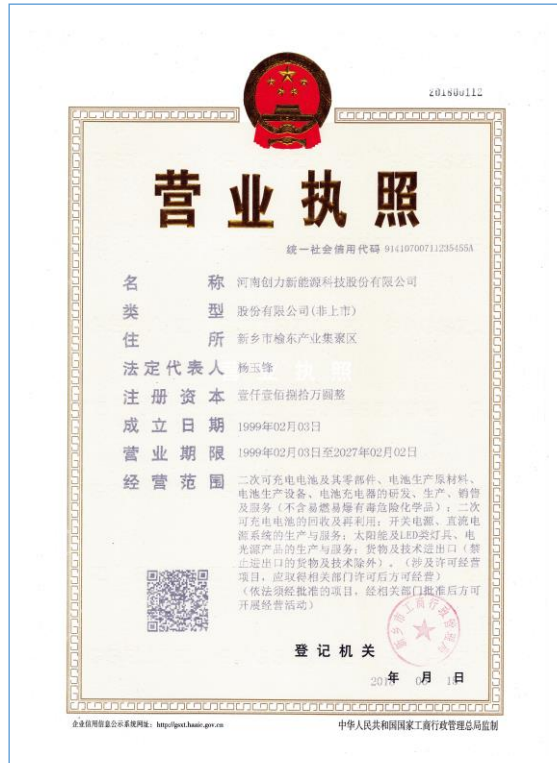 201800112
营业执照
统一社会信用代码 91410700711235455A
名称 河南创力新能源科技股份有限公司
类型 股份有限公司(非上市)
住所 新乡市榆东产业集聚区
法定代表人 杨玉锋
注册资本 壹仟壹佰捌拾万圆整
成立日期 1999年02月03日
营业期限 1999年02月03日至2027年02月02日
经营范围 二次可充电电池及其零部件、电池生产原材料、
电池生产设备、电池充电器的研发、生产、销售
及服务(不含易燃易爆有毒危险化学品);二次
可充电电池的回收及再利用;开关电源、直流电
源系统的生产与服务;太阳能及LED类灯具、电
光源产品的生产与服务;货物及技术进出口(禁
止进出口的货物及技术除外)。(涉及许可经营
项目,应取得相关部门许可后方可经营)
(依法须经批准的项目,经相关部门批准后方可
开展经营活动)
新乡市工商行政管理局
登记机关
年 月 日
企业信用信息公示系统网址: http://gsxt.haaic.gov.cn
中华人民共和国国家工商行政管理总局监制